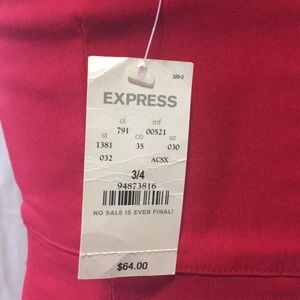 520-2
EXPRESS
cl mf
791 00521
st co sz
1381 35 030
032 ACSX
3/4
94873816
NO SALE IS EVER FINAL!
$64.00